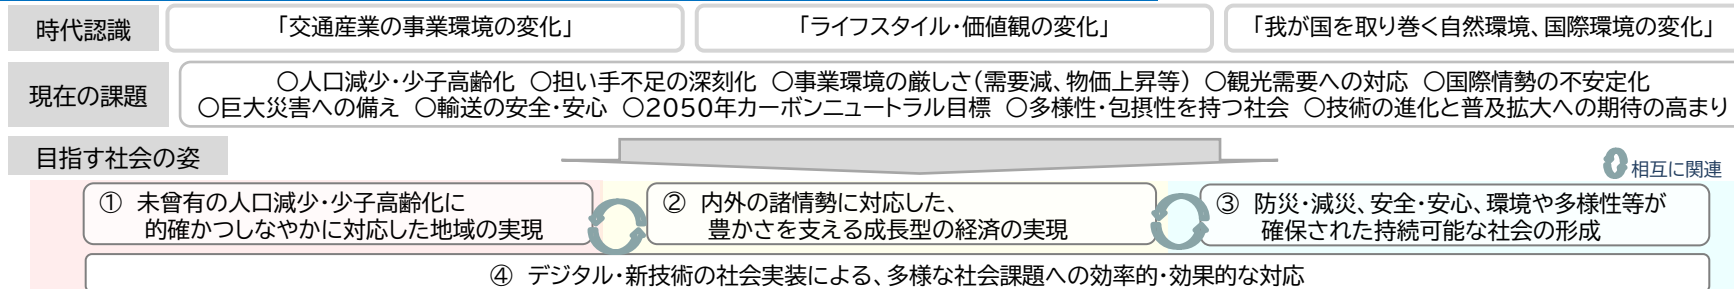 時代認識
「交通産業の事業環境の変化」
「ライフスタイル・価値観の変化」
「我が国を取り巻く自然環境、国際環境の変化」
現在の課題
〇人口減少・少子高齢化 〇担い手不足の深刻化 〇事業環境の厳しさ（需要減、物価上昇等） 〇観光需要への対応 〇国際情勢の不安定化
〇巨大災害への備え 〇輸送の安全・安心 〇2050年カーボンニュートラル目標 〇多様性・包摂性を持つ社会 〇技術の進化と普及拡大への期待の高まり
目指す社会の姿
相互に関連
① 未曾有の人口減少・少子高齢化に
的確かつしなやかに対応した地域の実現
② 内外の諸情勢に対応した、
豊かさを支える成長型の経済の実現
③ 防災・減災、安全・安心、環境や多様性等が
確保された持続可能な社会の形成
④ デジタル・新技術の社会実装による、多様な社会課題への効率的・効果的な対応